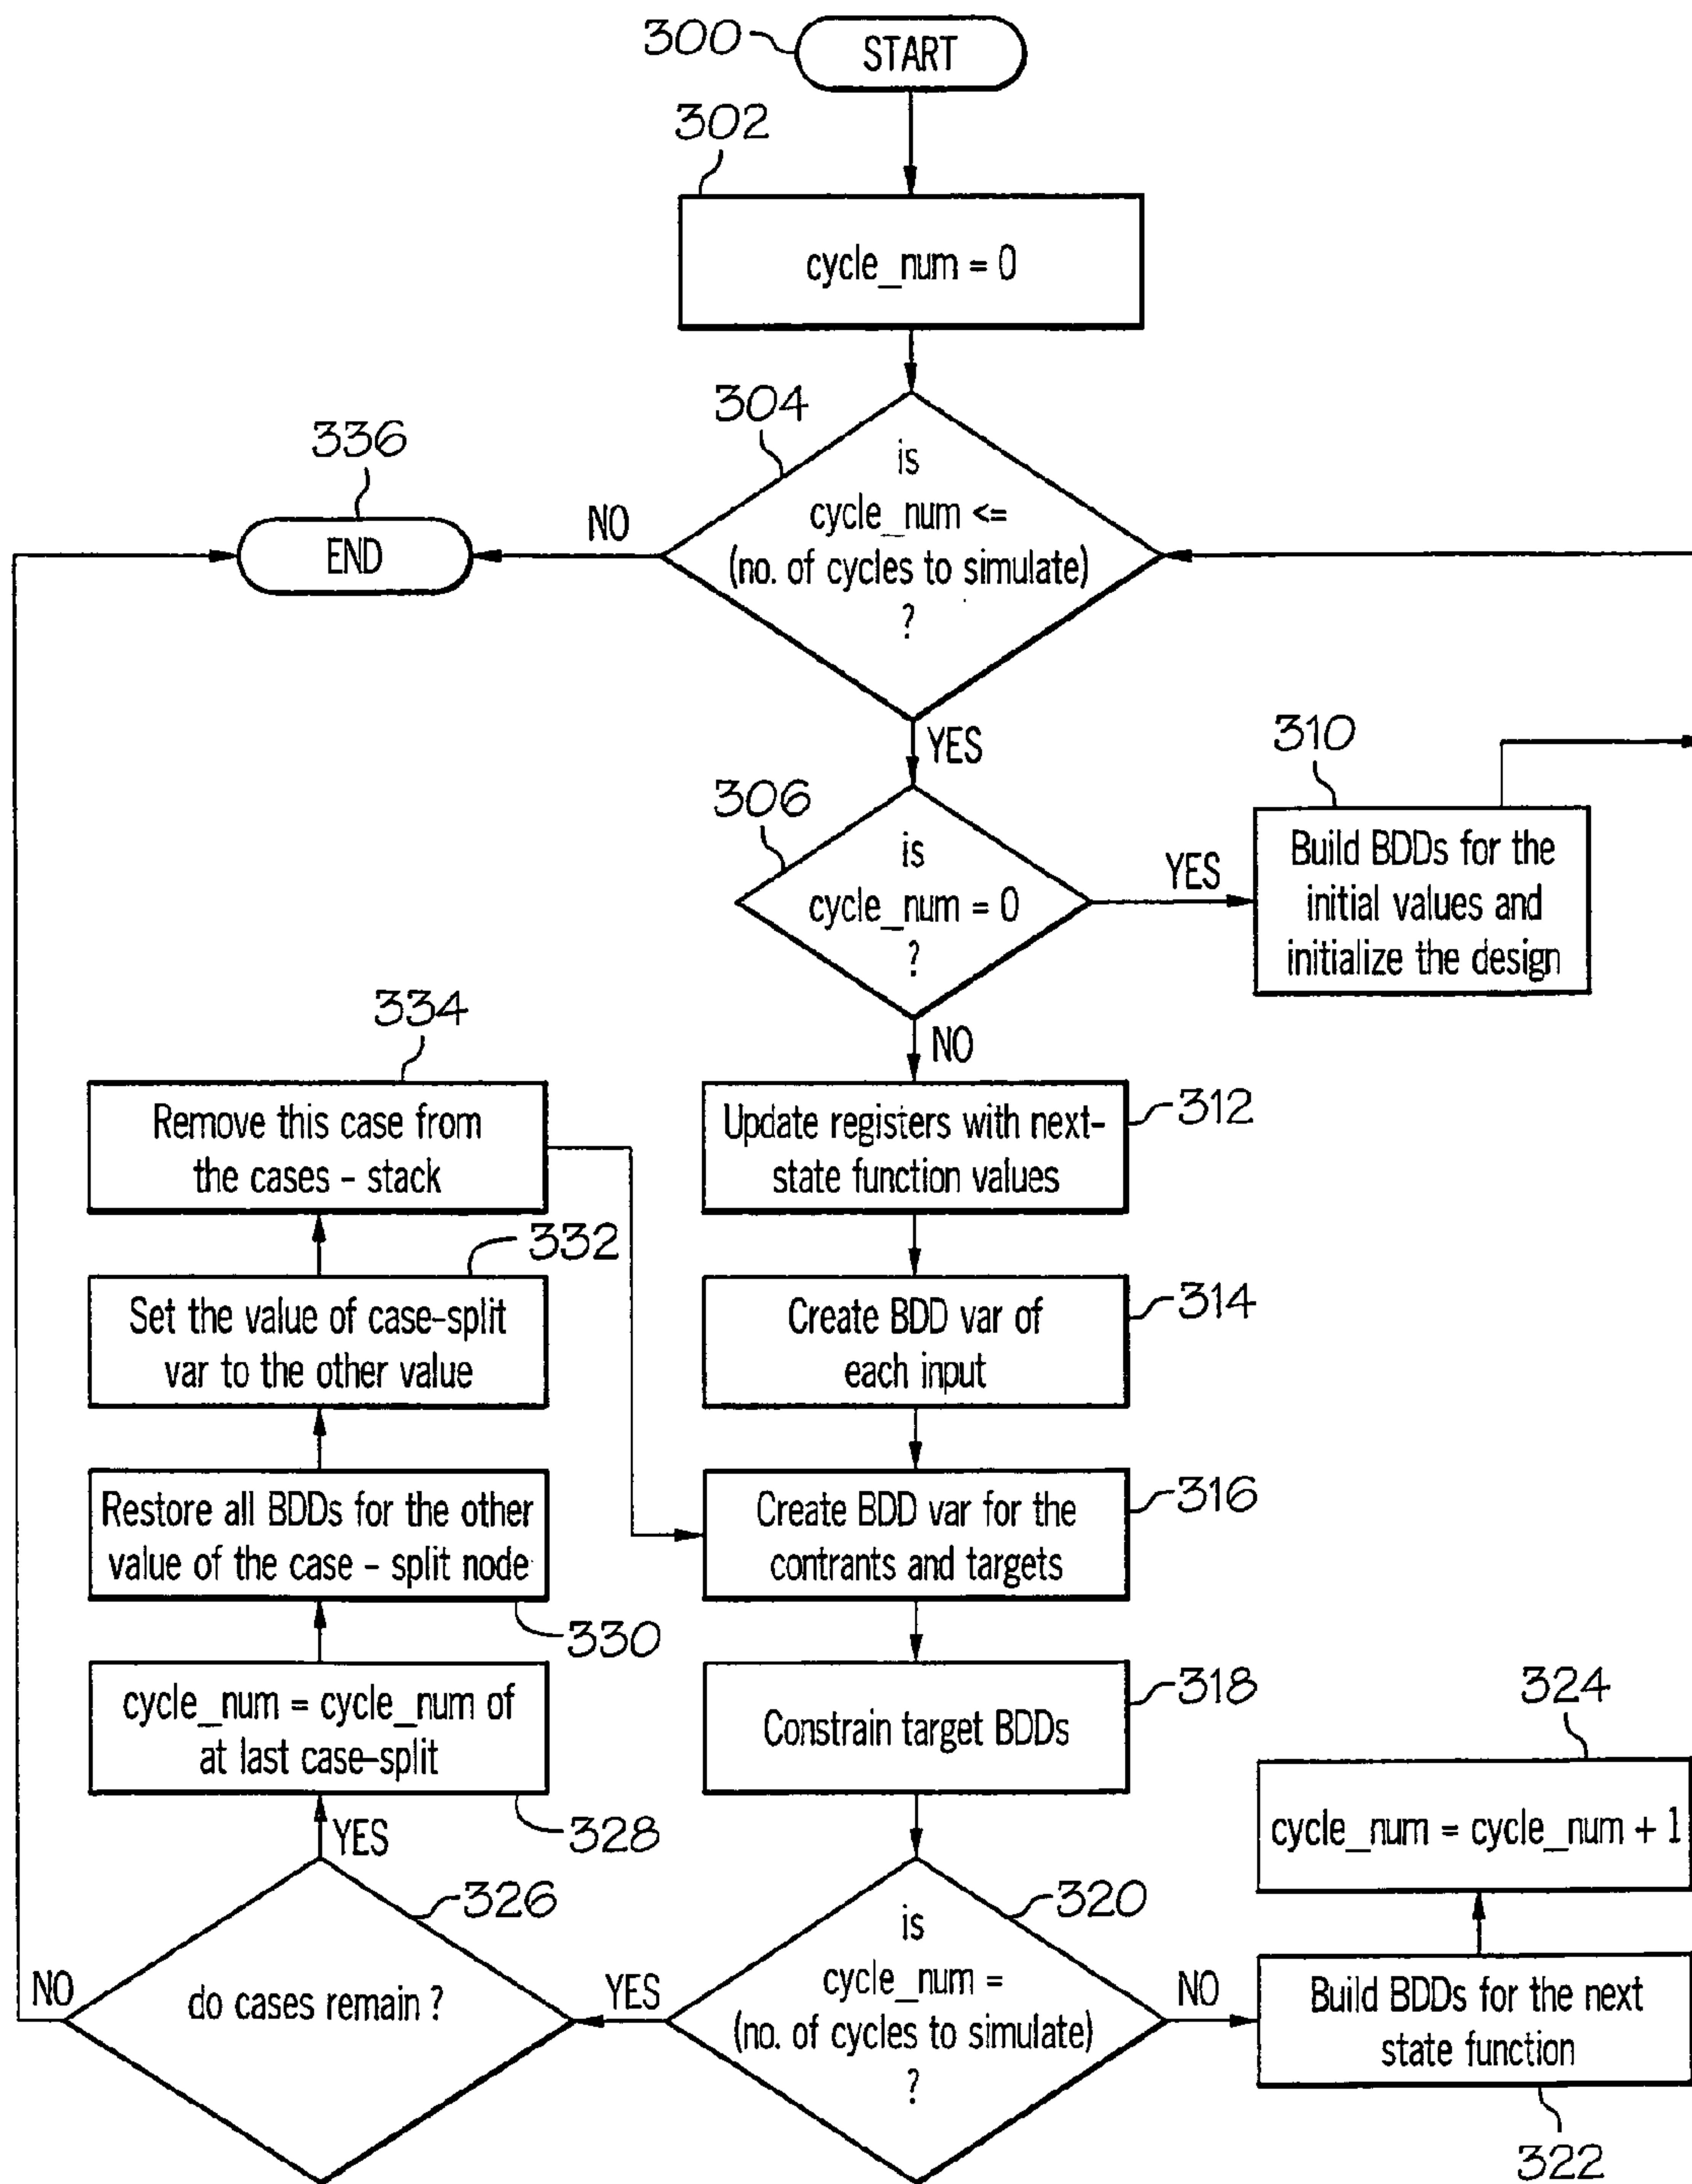 300
START
302
cycle_num = 0
304
is
cycle_num <=
(no. of cycles to simulate)
?
336
END
NO
YES
306
is
cycle_num = 0
?
YES
310
Build BDDs for the
initial values and
initialize the design
NO
334
Remove this case from
the cases - stack
312
Update registers with next-
state function values
332
Set the value of case-split
var to the other value
314
Create BDD var of
each input
Restore all BDDs for the other
value of the case - split node
330
316
Create BDD var for the
contrants and targets
cycle_num = cycle_num of
at last case-split
328
318
Constrain target BDDs
324
cycle_num = cycle_num + 1
YES
326
do cases remain ?
NO
YES
320
is
cycle_num =
(no. of cycles to simulate)
?
NO
Build BDDs for the next
state function
322